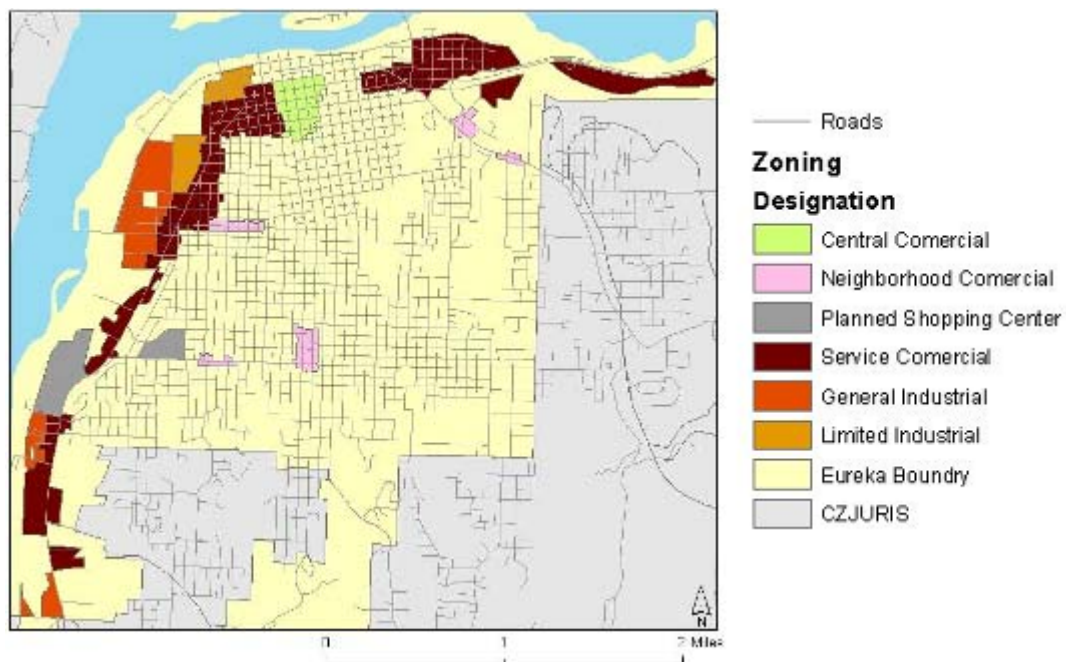 Roads
Zoning
Designation
Central Comercial
Neighborhood Comercial
Planned Shopping Center
Service Comercial
General Industrial
Limited Industrial
Eureka Boundry
CZJURIS
N
0 1 2 Miles